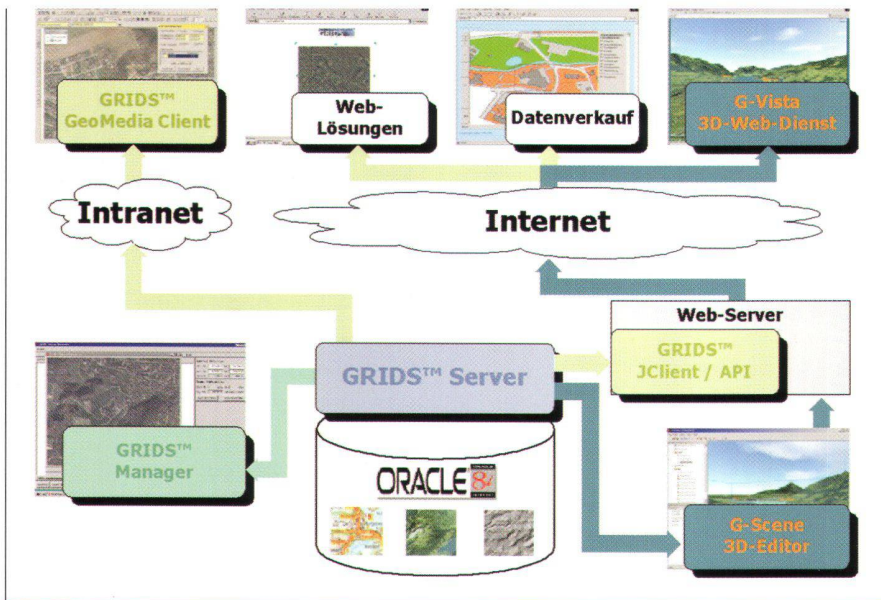 GRIDS™
GeoMedia Client
Web-
Lösungen
Datenverkauf
G-Vista
3D-Web-Dienst
Intranet
Internet
Web-Server
GRIDS™
JClient / API
GRIDS™ Server
GRIDS™
Manager
ORACLE 8i
G-Scene
3D-Editor